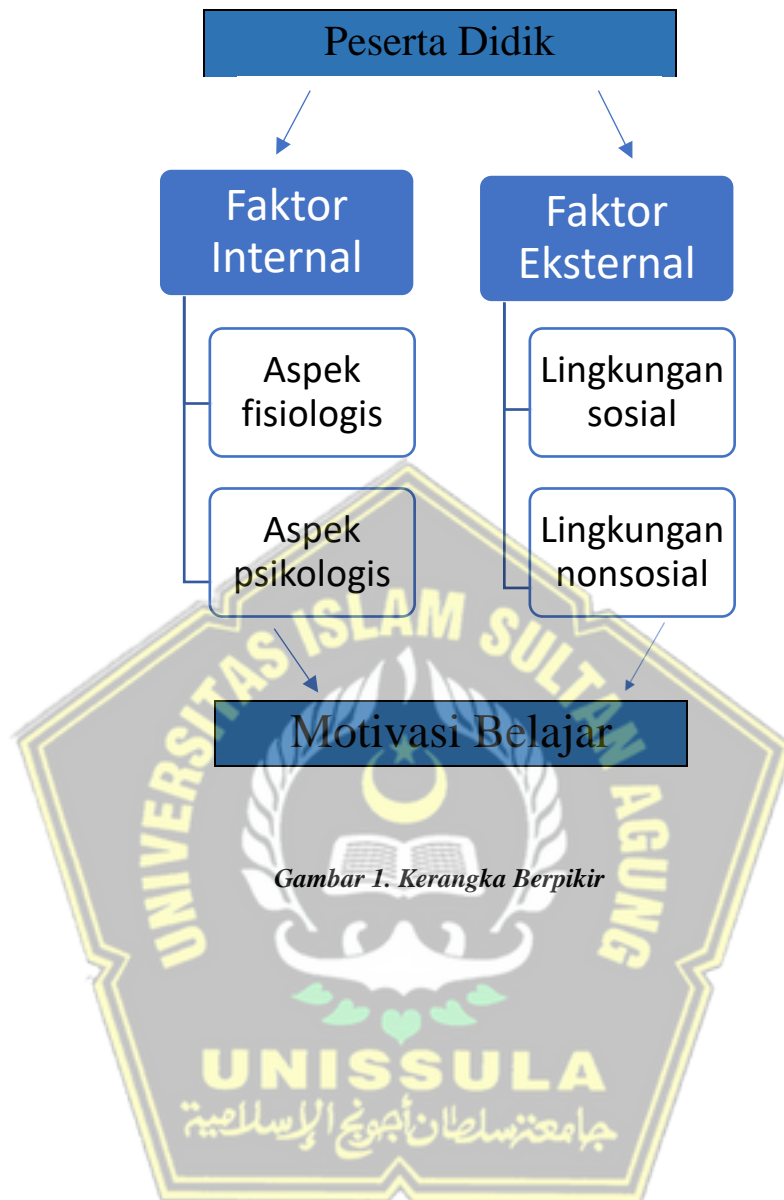 Peserta Didik
Faktor
Internal
Aspek
fisiologis
Aspek
psikologis
Faktor
Eksternal
Lingkungan
sosial
Lingkungan
nonsosial
Motivasi Belajar
Gambar 1. Kerangka Berpikir
UNIVERSITAS ISLAM SULTAN AGUNG
UNISSULA
جامعة سلطان أجونج الإسلامية